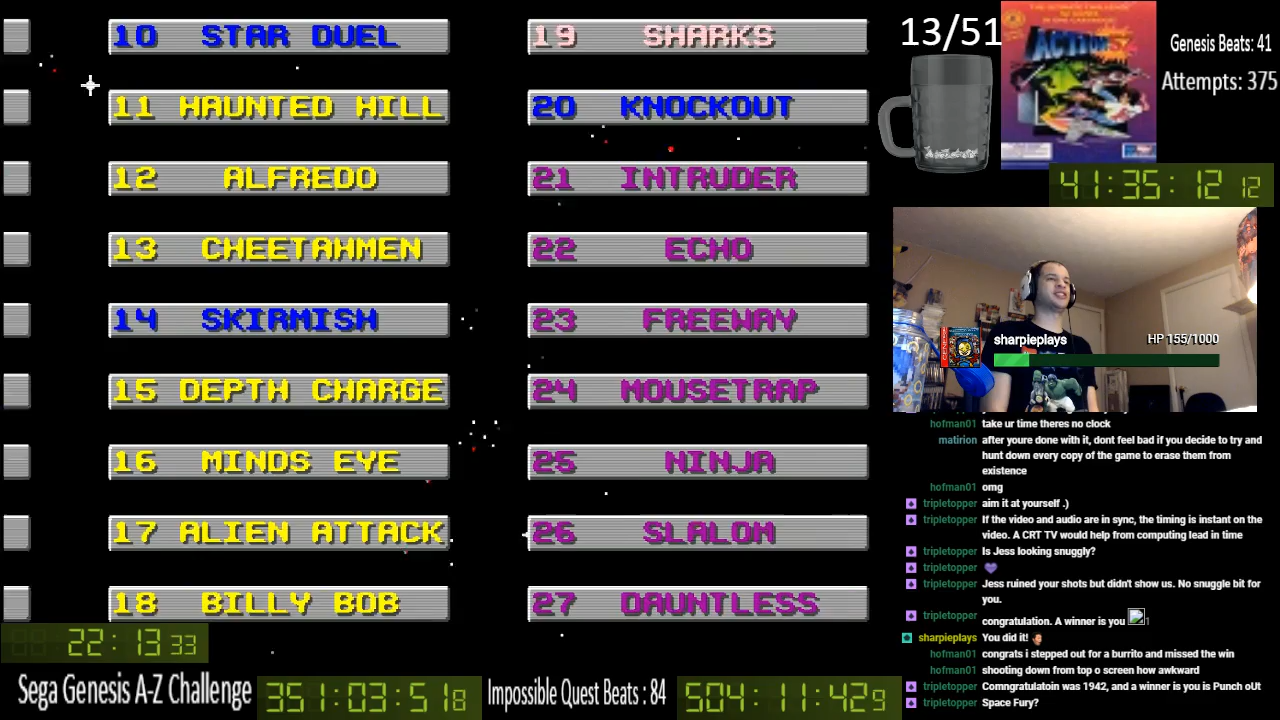 10 STAR DUEL
11 HAUNTED HILL
12 ALFREDO
13 CHEETAHMEN
14 SKIRMISH
15 DEPTH CHARGE
16 MINDS EYE
17 ALIEN ATTACK
18 BILLY BOB
19 SHARKS
20 KNOCKOUT
21 INTRUDER
22 ECHO
23 FREEWAY
24 MOUSETRAP
25 NINJA
26 SLALOM
27 DAUNTLESS
13/51
ACTION 52
Genesis Beats: 41
Attempts: 375
41:35:12 12
sharpieplays
HP 155/1000
hofman01 take ur time theres no clock
matirion after youre done with it, dont feel bad if you decide to try and
hunt down every copy of the game to erase them from
existence
hofman01 omg
tripletopper aim it at yourself .)
tripletopper If the video and audio are in sync, the timing is instant on the
video. A CRT TV would help from computing lead in time
tripletopper Is Jess looking snuggly?
tripletopper 💜
tripletopper Jess ruined your shots but didn't show us. No snuggle bit for
you.
tripletopper congratulation. A winner is you 1
sharpieplays You did it!
hofman01 congrats i stepped out for a burrito and missed the win
hofman01 shooting down from top o screen how awkward
tripletopper Comngratulatoin was 1942, and a winner is you is Punch oUt
tripletopper Space Fury?
22:13 33
Sega Genesis A-Z Challenge
351:03:51 8
Impossible Quest Beats : 84
504:11:42 9